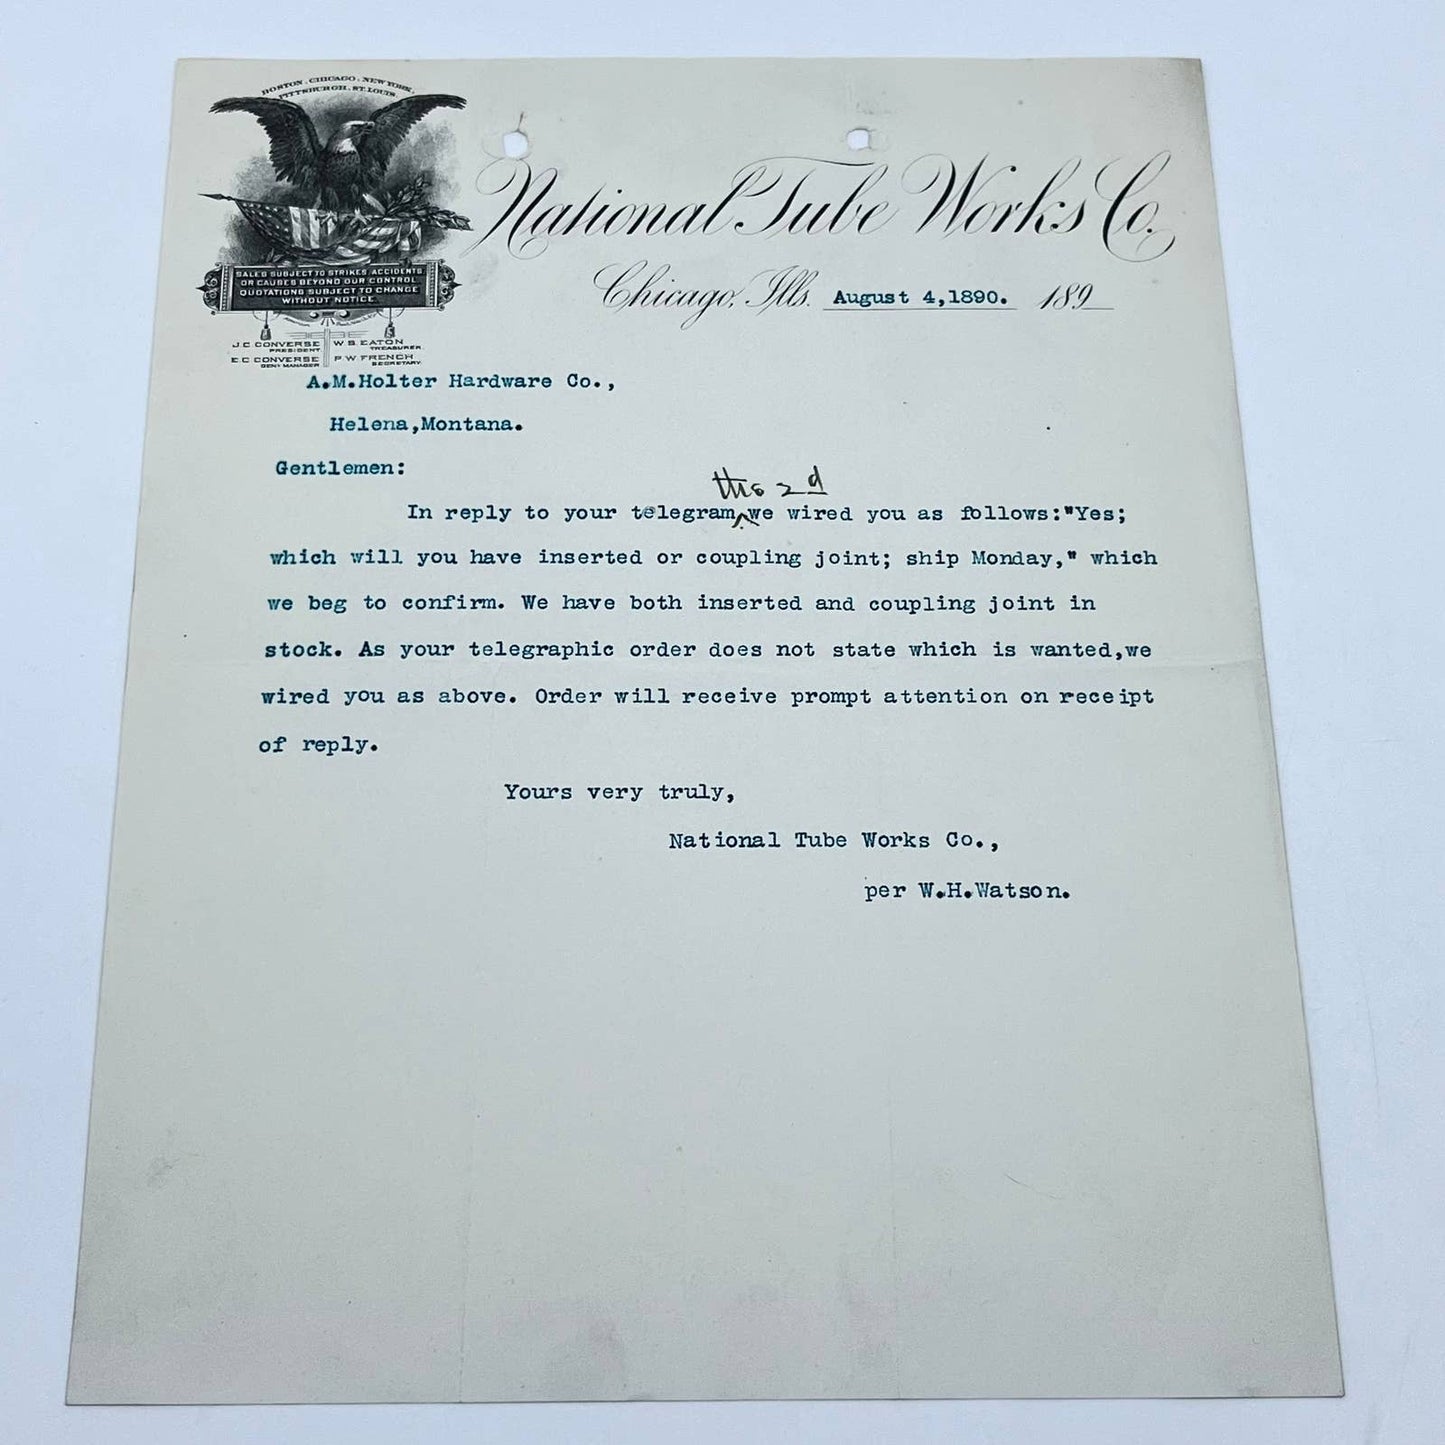 BOSTON. CHICAGO. NEW YORK.
PITTSBURGH. ST. LOUIS.
National Tube Works Co.
SALES SUBJECT TO STRIKES, ACCIDENTS
OR CAUSES BEYOND OUR CONTROL
QUOTATIONS SUBJECT TO CHANGE
WITHOUT NOTICE.
Chicago, Ills. August 4,1890. 189
J.C. CONVERSE W.S. EATON
PRESIDENT TREASURER
E.C. CONVERSE P.W. FRENCH
GEN'L MANAGER SECRETARY
A.M.Holter Hardware Co.,
Helena,Montana.
Gentlemen:
the 2d
In reply to your telegram^we wired you as follows:"Yes;
which will you have inserted or coupling joint; ship Monday," which
we beg to confirm. We have both inserted and coupling joint in
stock. As your telegraphic order does not state which is wanted,we
wired you as above. Order will receive prompt attention on receipt
of reply.
Yours very truly,
National Tube Works Co.,
per W.H.Watson.